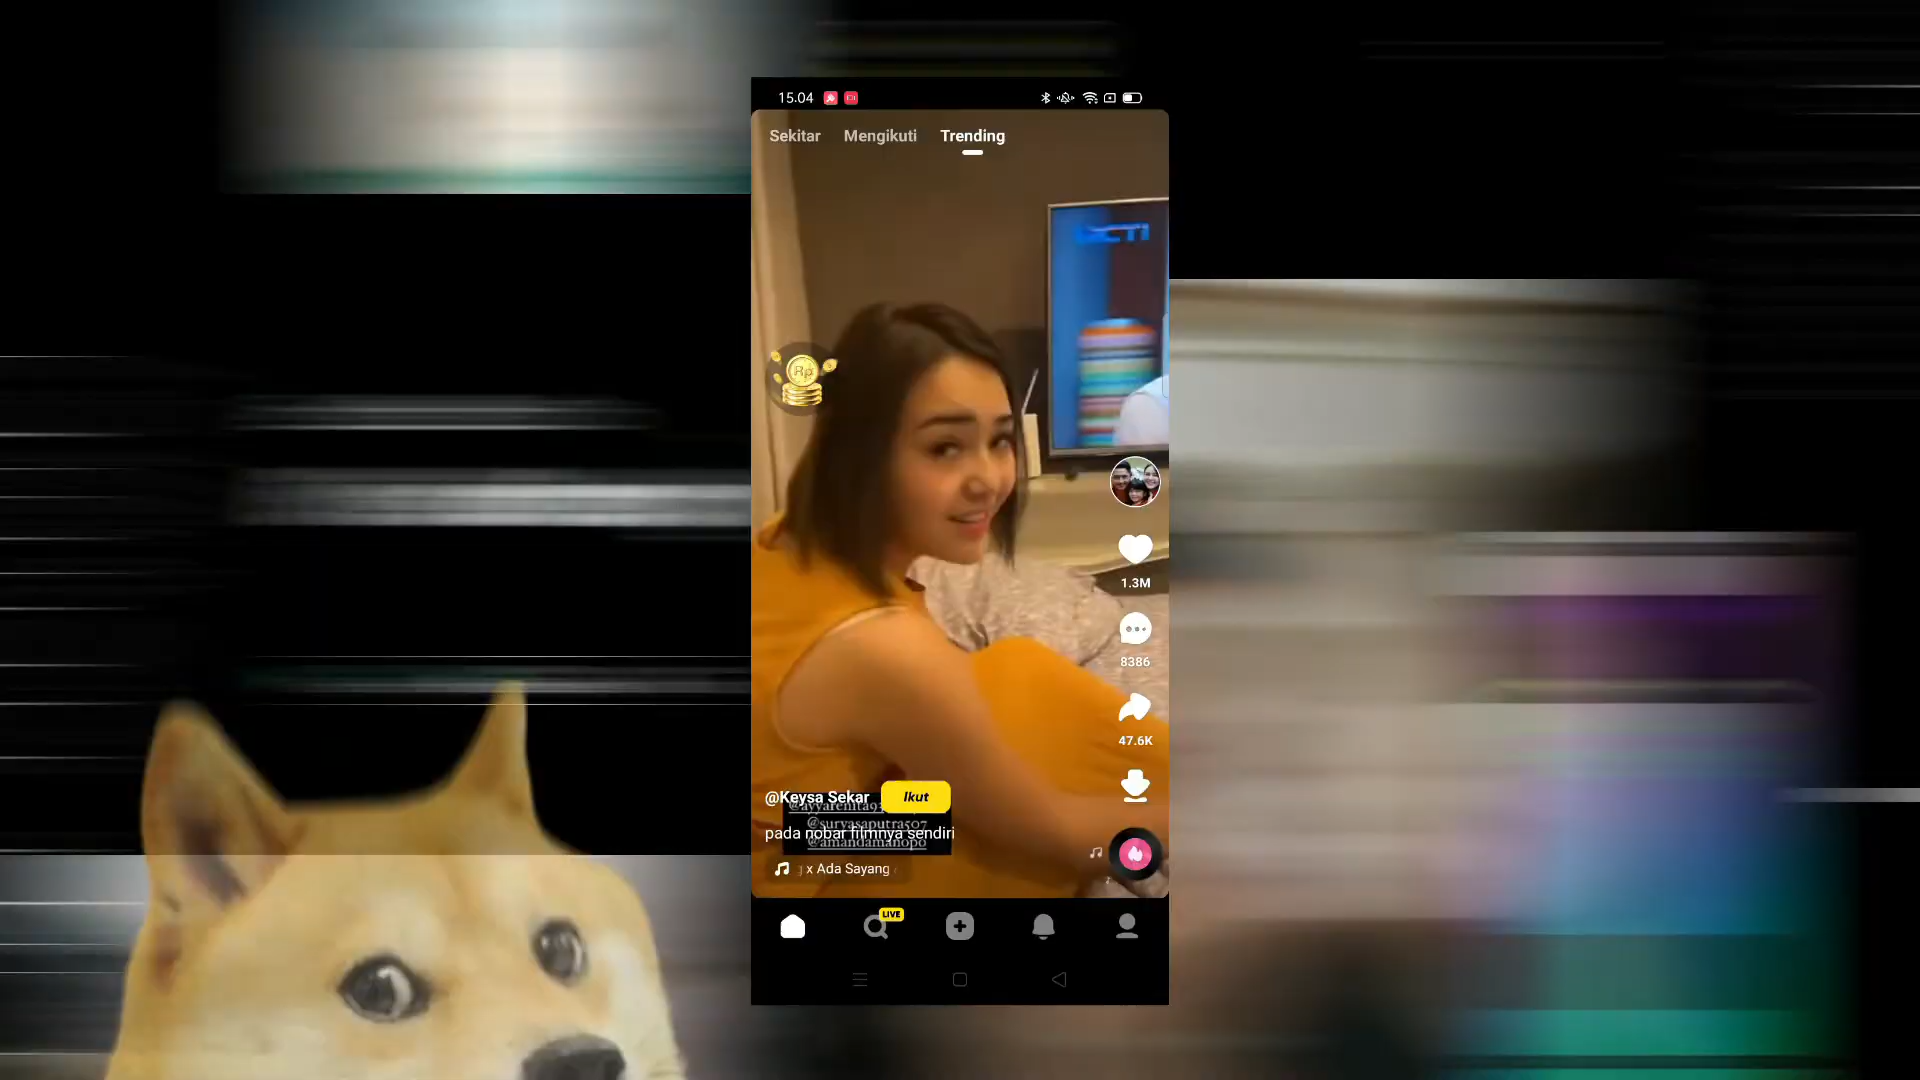 15.04
Sekitar Mengikuti Trending
RCTI
Rp
1.3M
8386
47.6K
@Keysa Sekar Ikut
@suryasaputra507
pada nobar filmnya sendiri
@amandamanopo
x Ada Sayang
LIVE